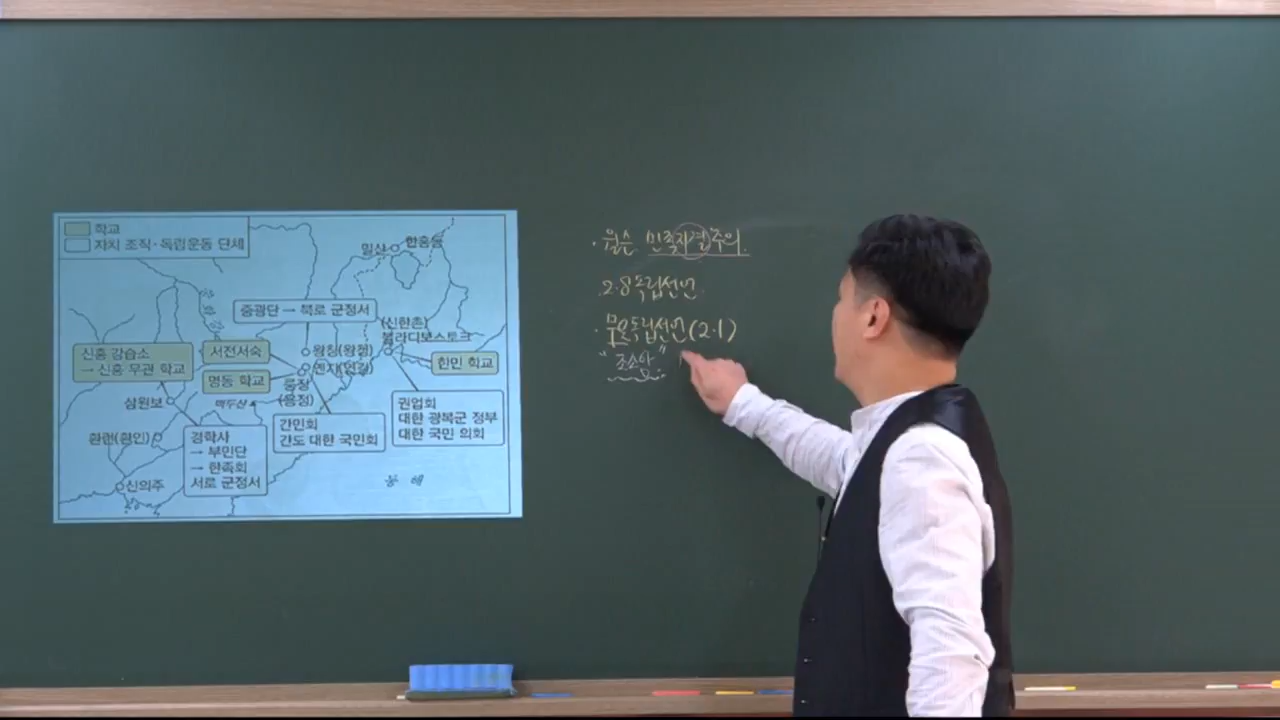 학교
자치 조직·독립운동 단체
밀산
한흥동
중광단 → 북로 군정서
(신한촌)
블라디보스토크
신흥 강습소
→ 신흥 무관 학교
서전서숙
왕칭(왕청)
옌지(연길)
한민 학교
명동 학교
룽징
(용정)
백두산
삼원보
권업회
대한 광복군 정부
대한 국민 의회
간민회
간도 대한 국민회
환런(환인)
경학사
→ 부민단
→ 한족회
서로 군정서
신의주
동 해
· 윌슨 민족자결주의.
· 2.8독립선언.
· 무오독립선언(2.1)
"조소앙"